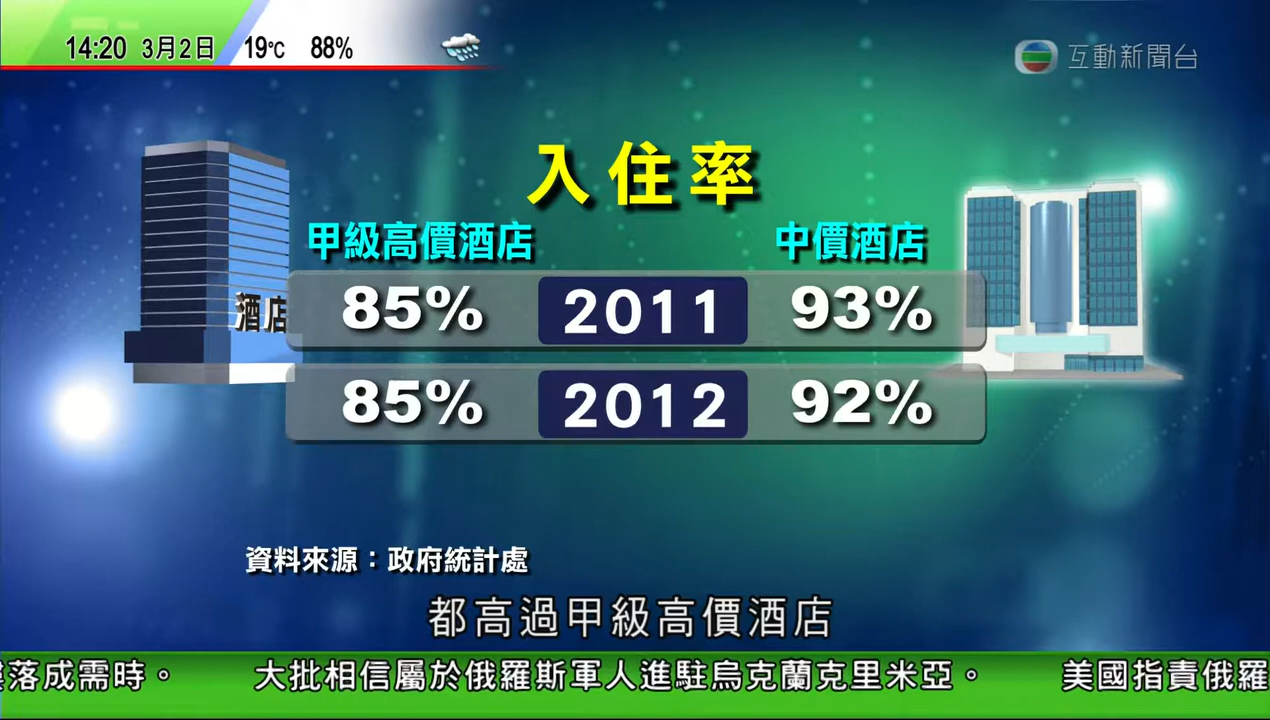 14:20 3月2日 19°C 88%
互動新聞台
入住率
甲級高價酒店 中價酒店
酒店
85% 2011 93%
85% 2012 92%
資料來源：政府統計處
都高過甲級高價酒店
落成需時。 大批相信屬於俄羅斯軍人進駐烏克蘭克里米亞。 美國指責俄羅